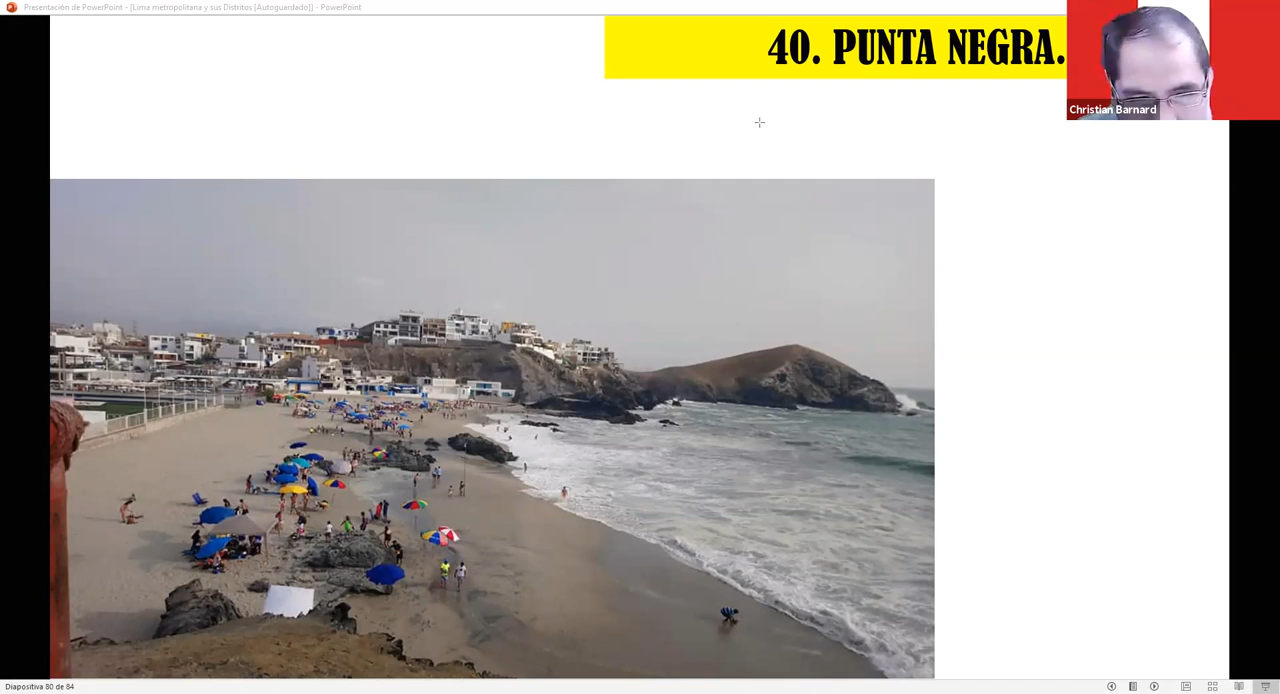 Presentación de PowerPoint - [Lima metropolitana y sus Distritos [Autoguardado]] - PowerPoint
40. PUNTA NEGRA.
Christian Barnard
Diapositiva 80 de 84